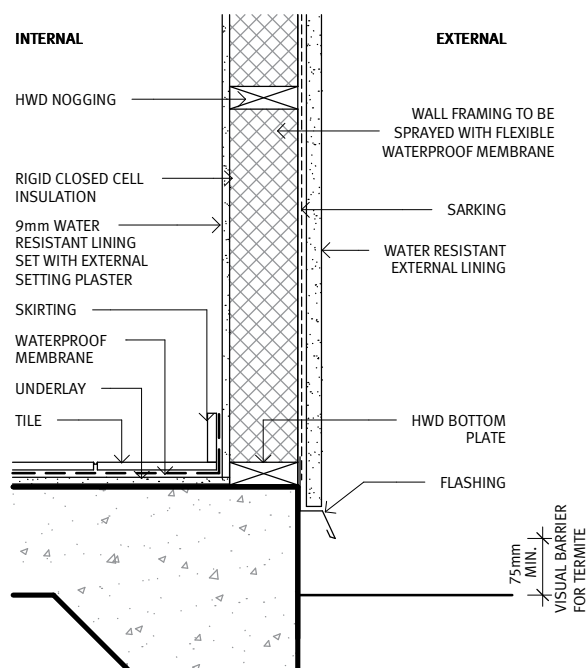 INTERNAL
EXTERNAL
HWD NOGGING
WALL FRAMING TO BE
SPRAYED WITH FLEXIBLE
WATERPROOF MEMBRANE
RIGID CLOSED CELL
INSULATION
SARKING
9mm WATER
RESISTANT LINING
SET WITH EXTERNAL
SETTING PLASTER
WATER RESISTANT
EXTERNAL LINING
SKIRTING
WATERPROOF
MEMBRANE
UNDERLAY
TILE
HWD BOTTOM
PLATE
FLASHING
75mm
MIN.
VISUAL BARRIER
FOR TERMITE